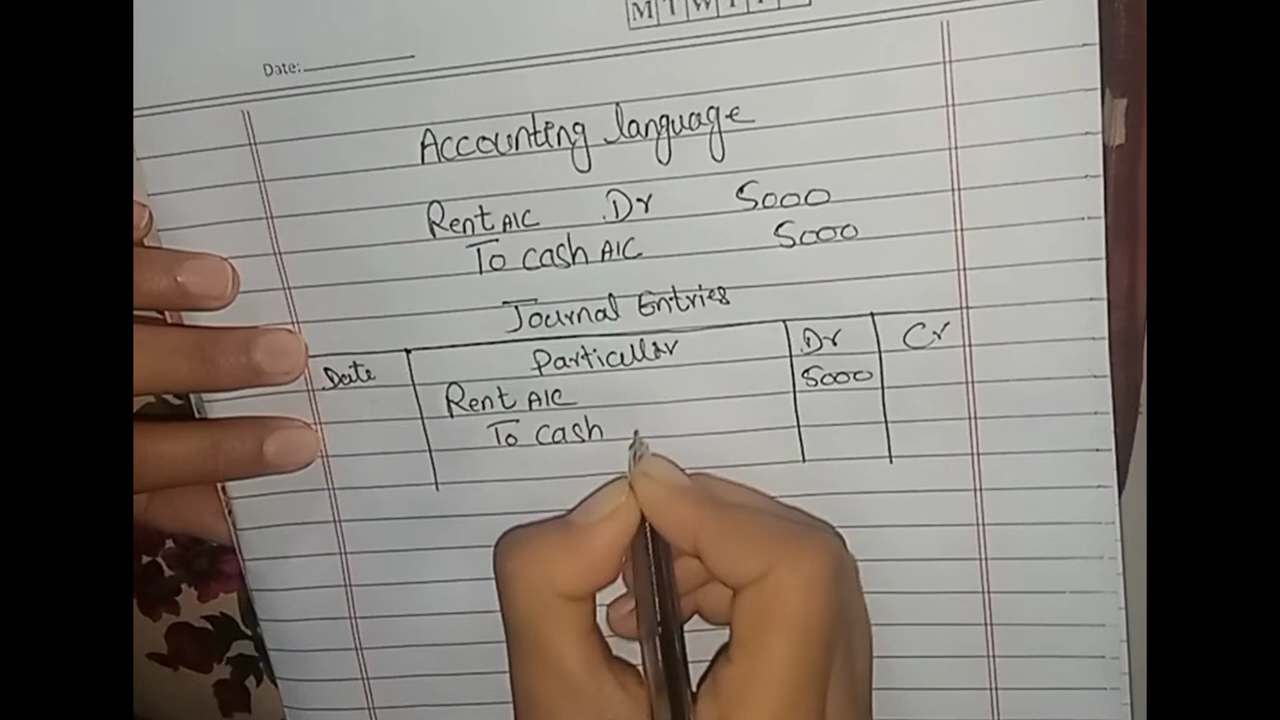 M T W T F
Date:
Accounting language
Rent A/C Dr 5000
To cash A/C 5000
Journal Entries
Date Particular Dr Cr
Rent A/C 5000
To cash